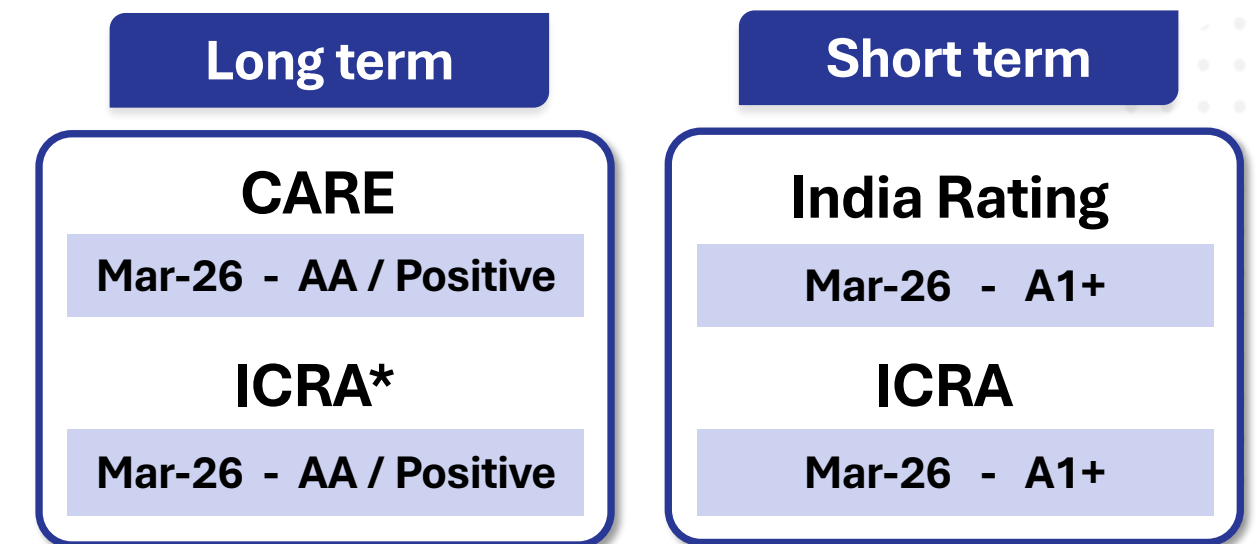 Long term
CARE
Mar-26 - AA / Positive
ICRA*
Mar-26 - AA / Positive
Short term
India Rating
Mar-26 - A1+
ICRA
Mar-26 - A1+